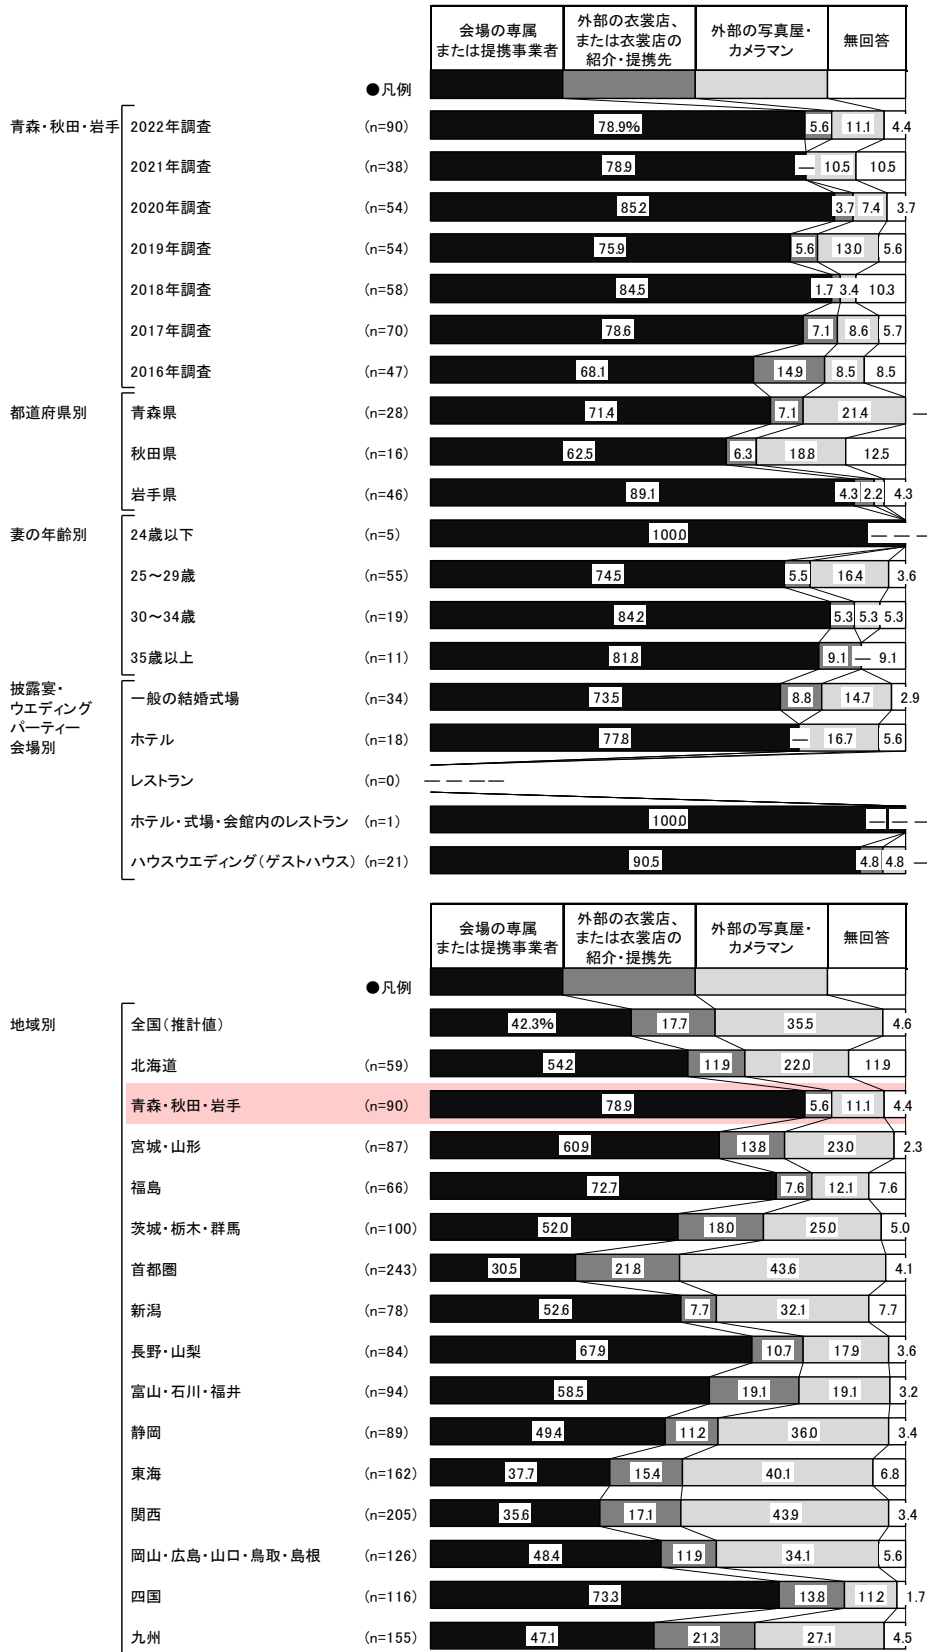 会場の専属
または提携事業者
外部の衣裳店、
または衣裳店の
紹介・提携先
外部の写真屋・
カメラマン
無回答
●凡例
青森・秋田・岩手 2022年調査 (n=90) 78.9% 5.6 11.1 4.4
2021年調査 (n=38) 78.9 — 10.5 10.5
2020年調査 (n=54) 85.2 3.7 7.4 3.7
2019年調査 (n=54) 75.9 5.6 13.0 5.6
2018年調査 (n=58) 84.5 1.7 3.4 10.3
2017年調査 (n=70) 78.6 7.1 8.6 5.7
2016年調査 (n=47) 68.1 14.9 8.5 8.5
都道府県別 青森県 (n=28) 71.4 7.1 21.4 —
秋田県 (n=16) 62.5 6.3 18.8 12.5
岩手県 (n=46) 89.1 4.3 2.2 4.3
妻の年齢別 24歳以下 (n=5) 100.0 — — —
25～29歳 (n=55) 74.5 5.5 16.4 3.6
30～34歳 (n=19) 84.2 5.3 5.3 5.3
35歳以上 (n=11) 81.8 9.1 — 9.1
披露宴・
ウエディング
パーティー
会場別
一般の結婚式場 (n=34) 73.5 8.8 14.7 2.9
ホテル (n=18) 77.8 — 16.7 5.6
レストラン (n=0) — — — —
ホテル・式場・会館内のレストラン (n=1) 100.0 — — —
ハウスウエディング(ゲストハウス) (n=21) 90.5 4.8 4.8 —
会場の専属
または提携事業者
外部の衣裳店、
または衣裳店の
紹介・提携先
外部の写真屋・
カメラマン
無回答
●凡例
地域別 全国(推計値) 42.3% 17.7 35.5 4.6
北海道 (n=59) 54.2 11.9 22.0 11.9
青森・秋田・岩手 (n=90) 78.9 5.6 11.1 4.4
宮城・山形 (n=87) 60.9 13.8 23.0 2.3
福島 (n=66) 72.7 7.6 12.1 7.6
茨城・栃木・群馬 (n=100) 52.0 18.0 25.0 5.0
首都圏 (n=243) 30.5 21.8 43.6 4.1
新潟 (n=78) 52.6 7.7 32.1 7.7
長野・山梨 (n=84) 67.9 10.7 17.9 3.6
富山・石川・福井 (n=94) 58.5 19.1 19.1 3.2
静岡 (n=89) 49.4 11.2 36.0 3.4
東海 (n=162) 37.7 15.4 40.1 6.8
関西 (n=205) 35.6 17.1 43.9 3.4
岡山・広島・山口・鳥取・島根 (n=126) 48.4 11.9 34.1 5.6
四国 (n=116) 73.3 13.8 11.2 1.7
九州 (n=155) 47.1 21.3 27.1 4.5